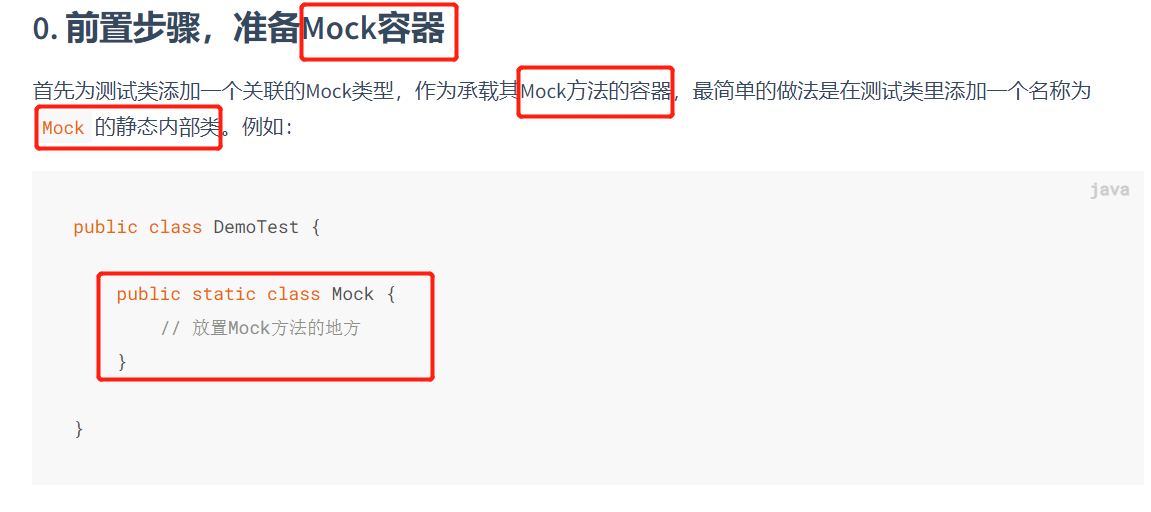 0. 前置步骤，准备Mock容器
首先为测试类添加一个关联的Mock类型，作为承载其Mock方法的容器，最简单的做法是在测试类里添加一个名称为
Mock 的静态内部类。例如：
java
public class DemoTest {
public static class Mock {
// 放置Mock方法的地方
}
}